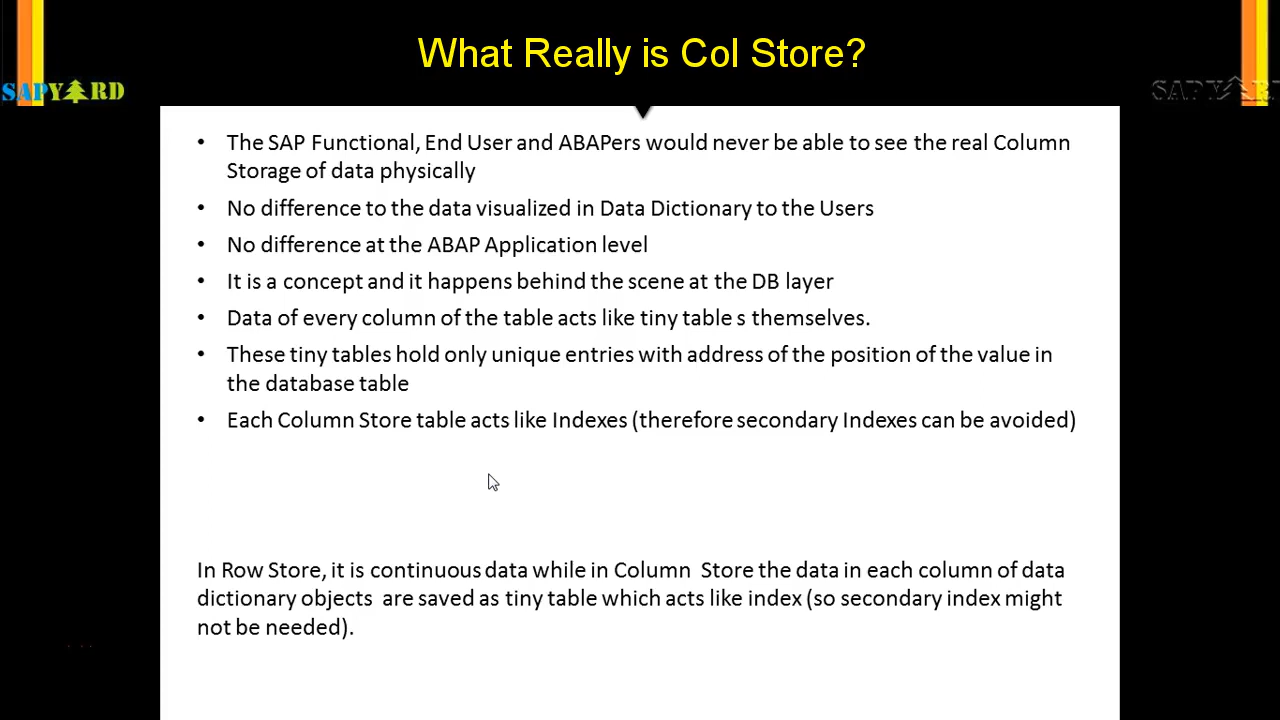 What Really is Col Store?
SAPYARD
SAPYARD
• The SAP Functional, End User and ABAPers would never be able to see the real Column
Storage of data physically
• No difference to the data visualized in Data Dictionary to the Users
• No difference at the ABAP Application level
• It is a concept and it happens behind the scene at the DB layer
• Data of every column of the table acts like tiny table s themselves.
• These tiny tables hold only unique entries with address of the position of the value in
the database table
• Each Column Store table acts like Indexes (therefore secondary Indexes can be avoided)
In Row Store, it is continuous data while in Column Store the data in each column of data
dictionary objects are saved as tiny table which acts like index (so secondary index might
not be needed).